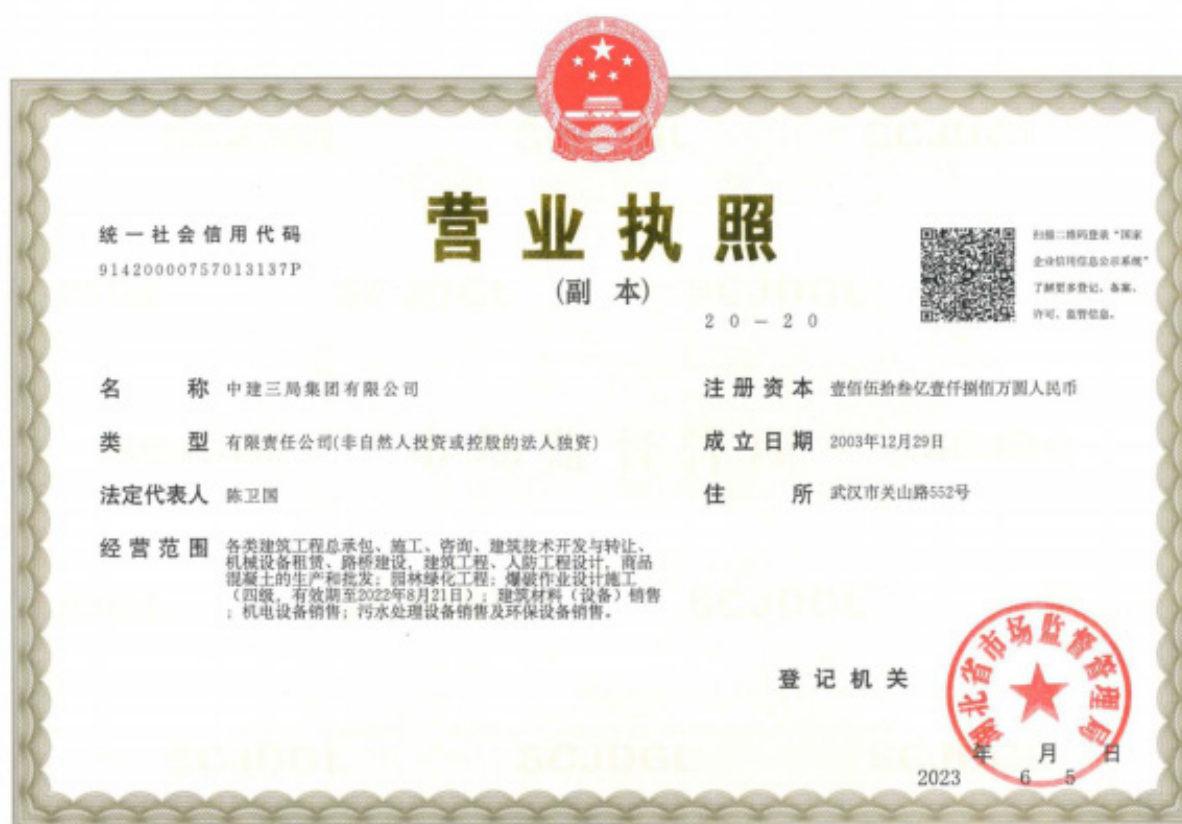 营业执照
(副 本)
20-20
统一社会信用代码
91420000757013137P
扫描二维码登录“国家
企业信用信息公示系统”
了解更多登记、备案、
许可、监管信息。
名 称 中建三局集团有限公司
类 型 有限责任公司(非自然人投资或控股的法人独资)
法定代表人 陈卫国
经营范围 各类建筑工程总承包、施工、咨询、建筑技术开发与转让、
机械设备租赁、路桥建设，建筑工程、人防工程设计，商品
混凝土的生产和批发；园林绿化工程；爆破作业设计施工
（四级，有效期至2022年8月21日）；建筑材料（设备）销售
；机电设备销售；污水处理设备销售及环保设备销售。
注册资本 壹佰伍拾叁亿壹仟捌佰万圆人民币
成立日期 2003年12月29日
住 所 武汉市关山路552号
登记机关
湖北省市场监督管理局
年 月 日
2023 6 5